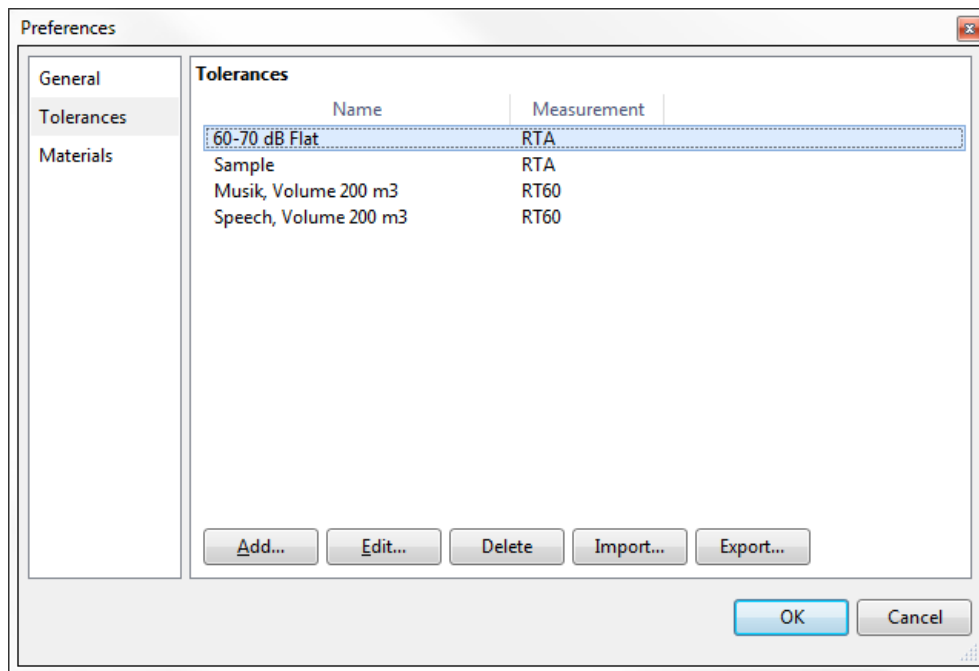 Preferences
General
Tolerances
Materials
Tolerances
Name Measurement
60-70 dB Flat RTA
Sample RTA
Musik, Volume 200 m3 RT60
Speech, Volume 200 m3 RT60
Add... Edit... Delete Import... Export...
OK Cancel